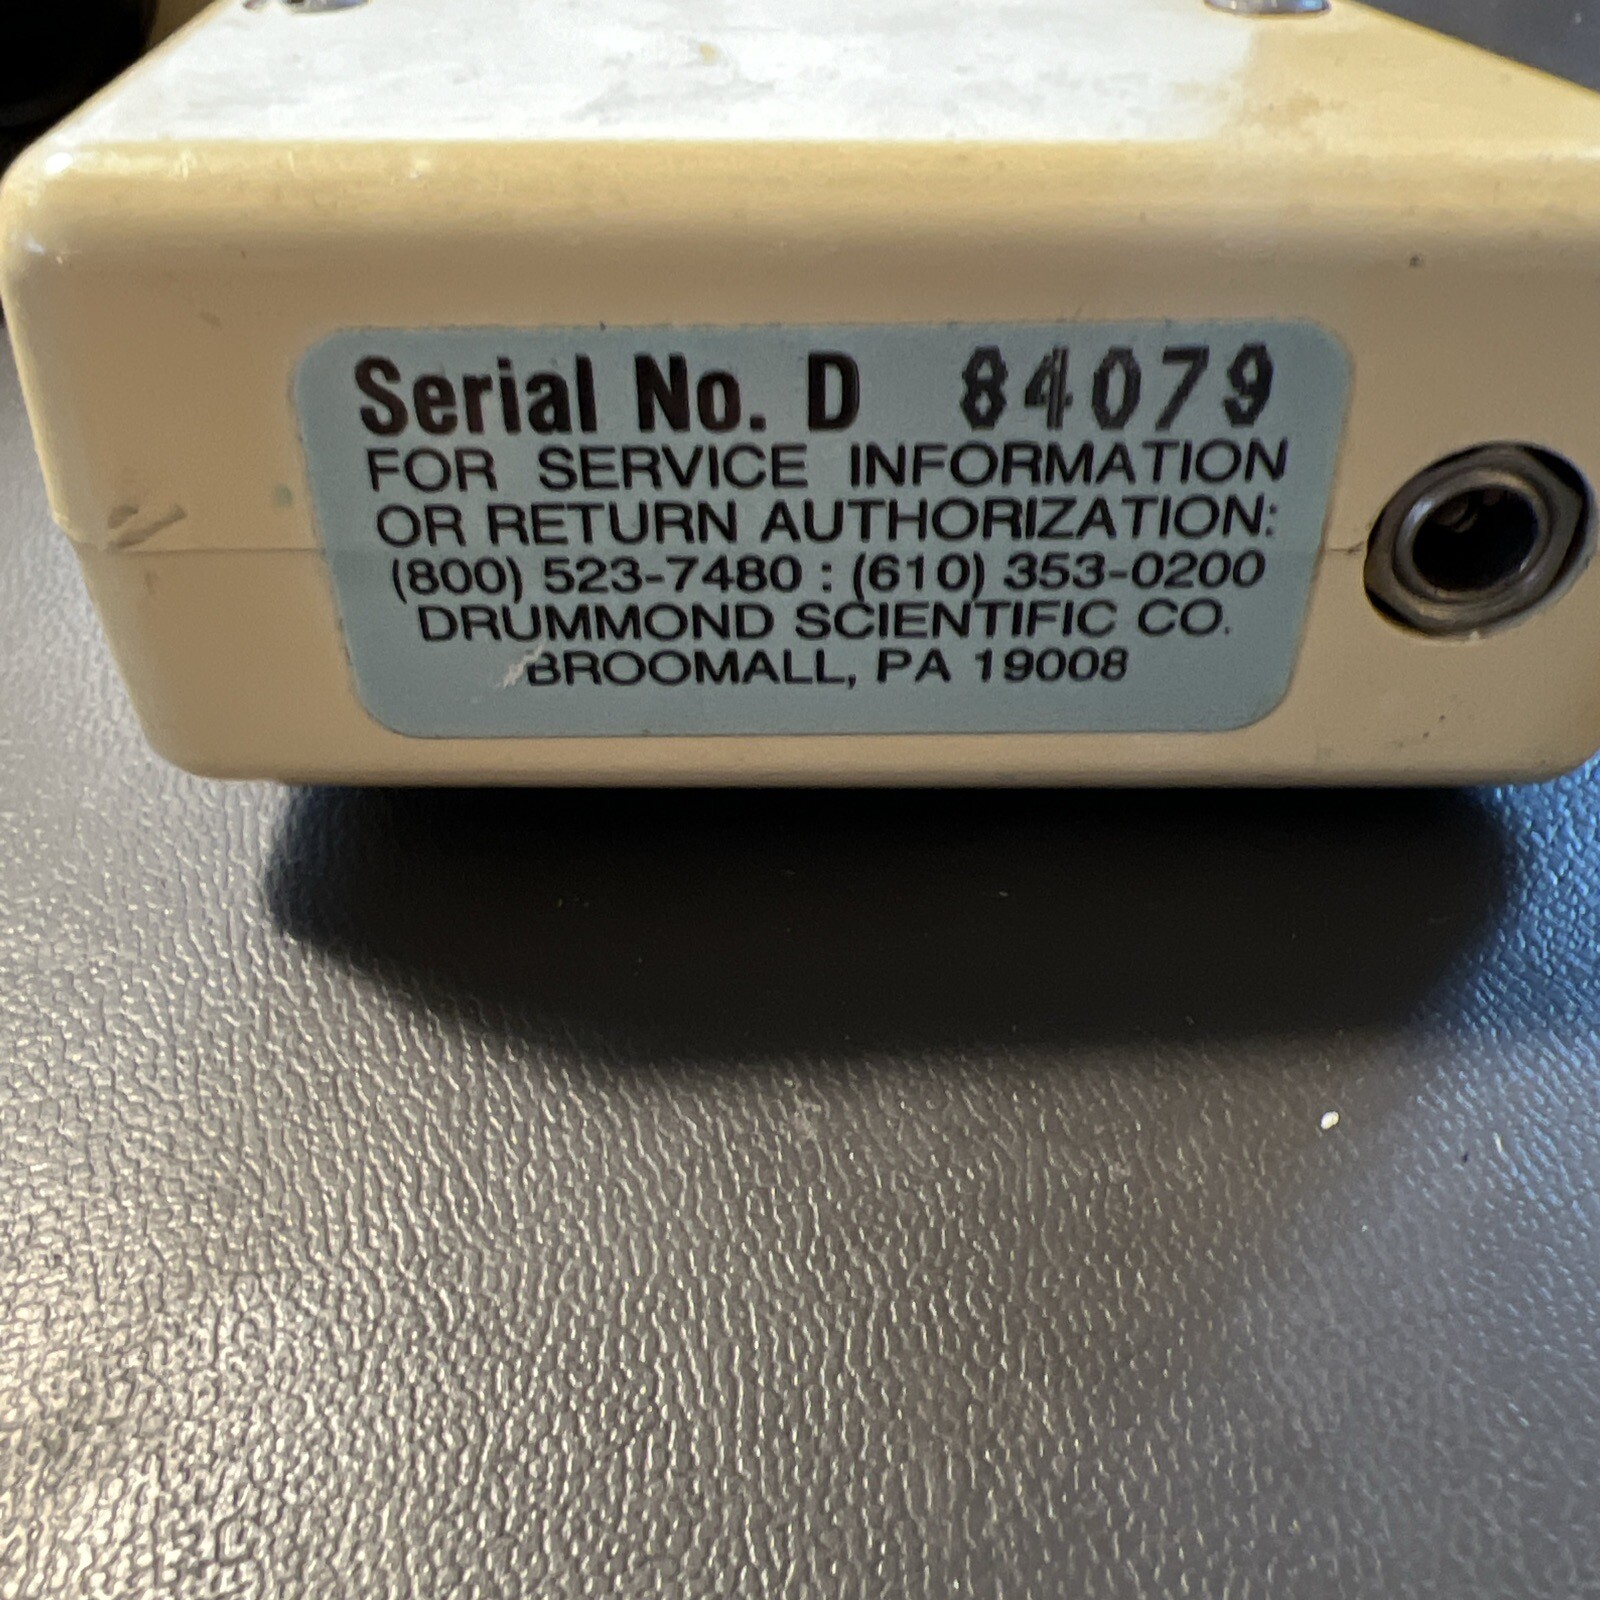 Serial No. D 84079
FOR SERVICE INFORMATION
OR RETURN AUTHORIZATION:
(800) 523-7480 : (610) 353-0200
DRUMMOND SCIENTIFIC CO.
BROOMALL, PA 19008